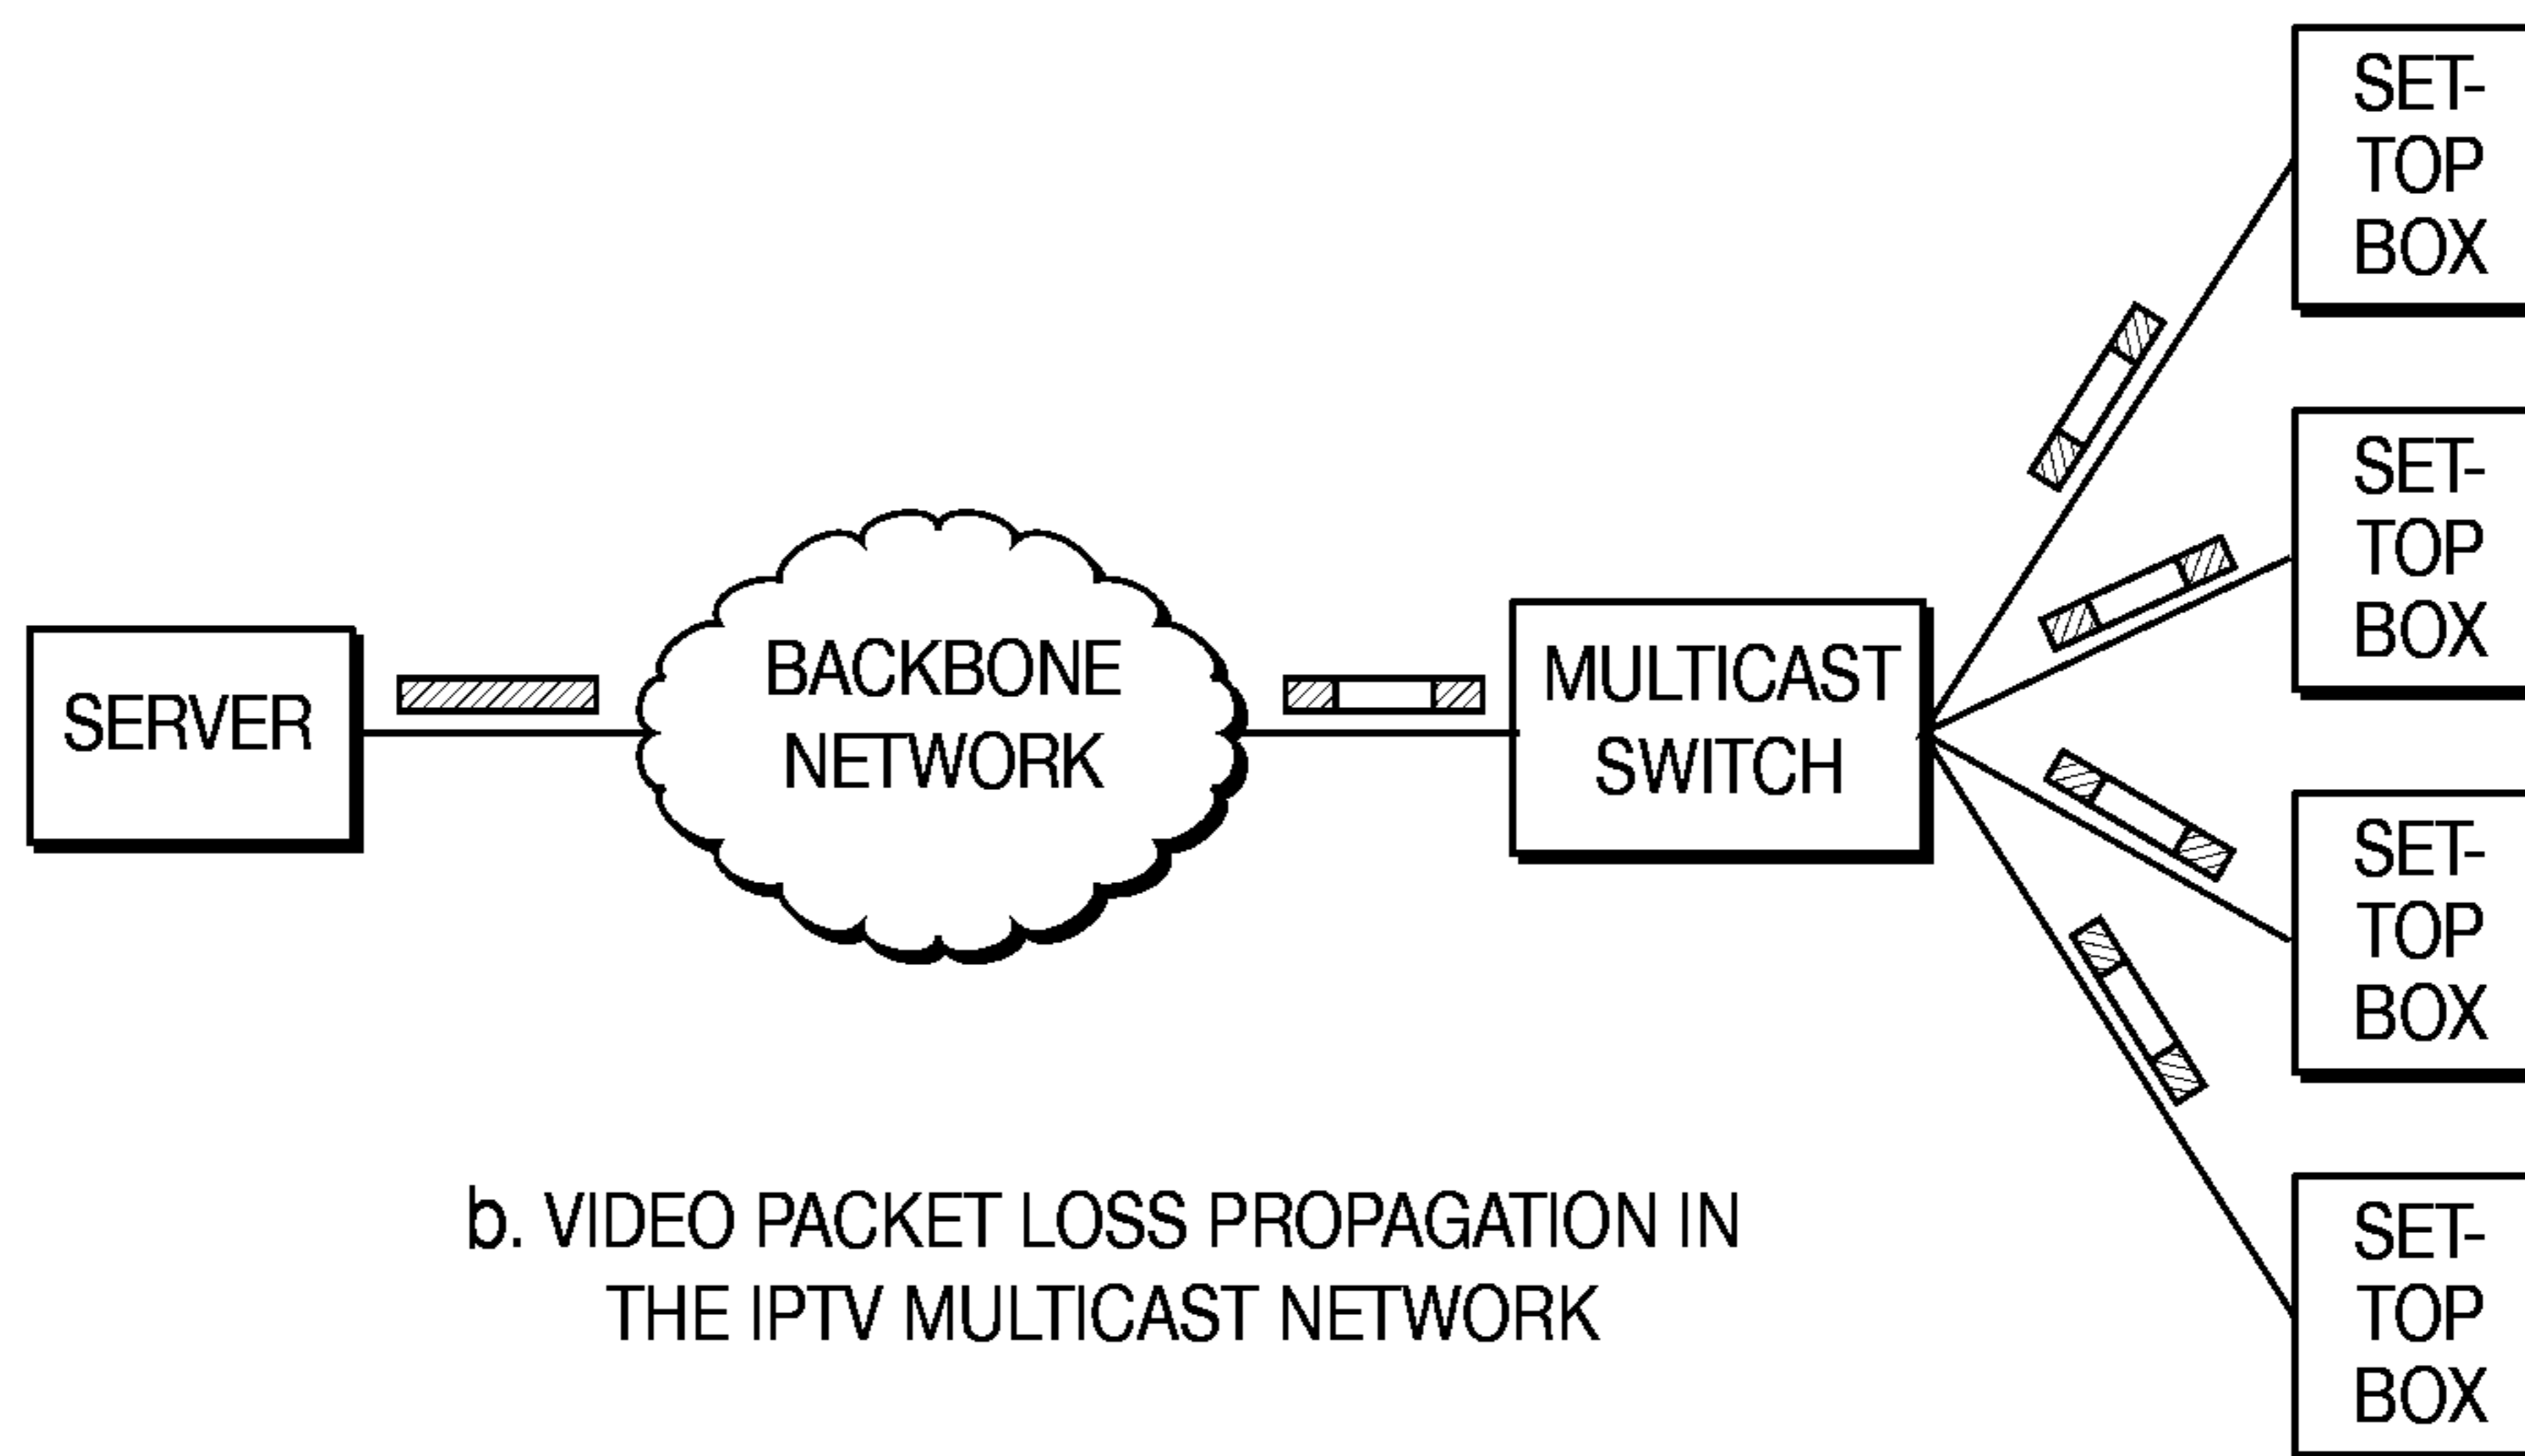 SERVER
BACKBONE
NETWORK
MULTICAST
SWITCH
SET-
TOP
BOX
SET-
TOP
BOX
SET-
TOP
BOX
SET-
TOP
BOX
b. VIDEO PACKET LOSS PROPAGATION IN
THE IPTV MULTICAST NETWORK